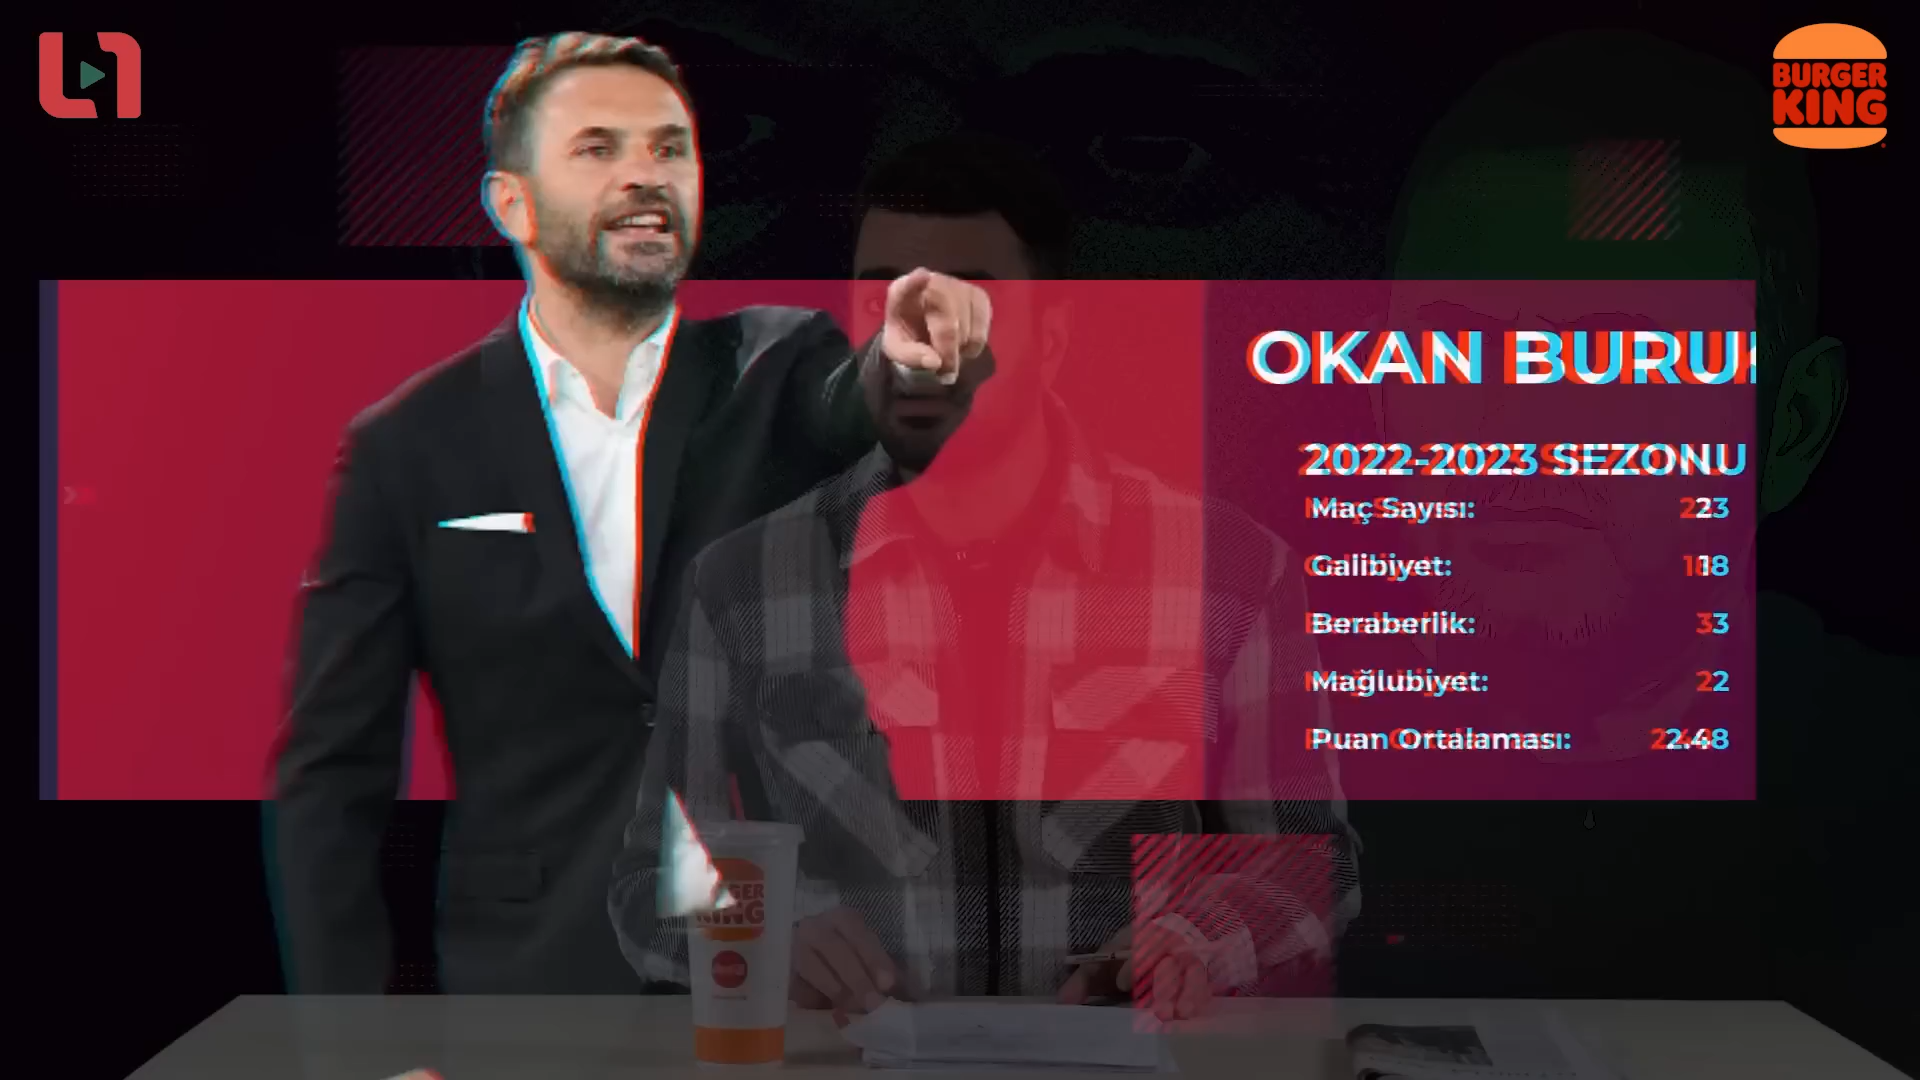 BURGER
KING
OKAN BURUK
2022-2023 SEZONU
Maç Sayısı: 23
Galibiyet: 18
Beraberlik: 3
Mağlubiyet: 2
Puan Ortalaması: 2.48
KING